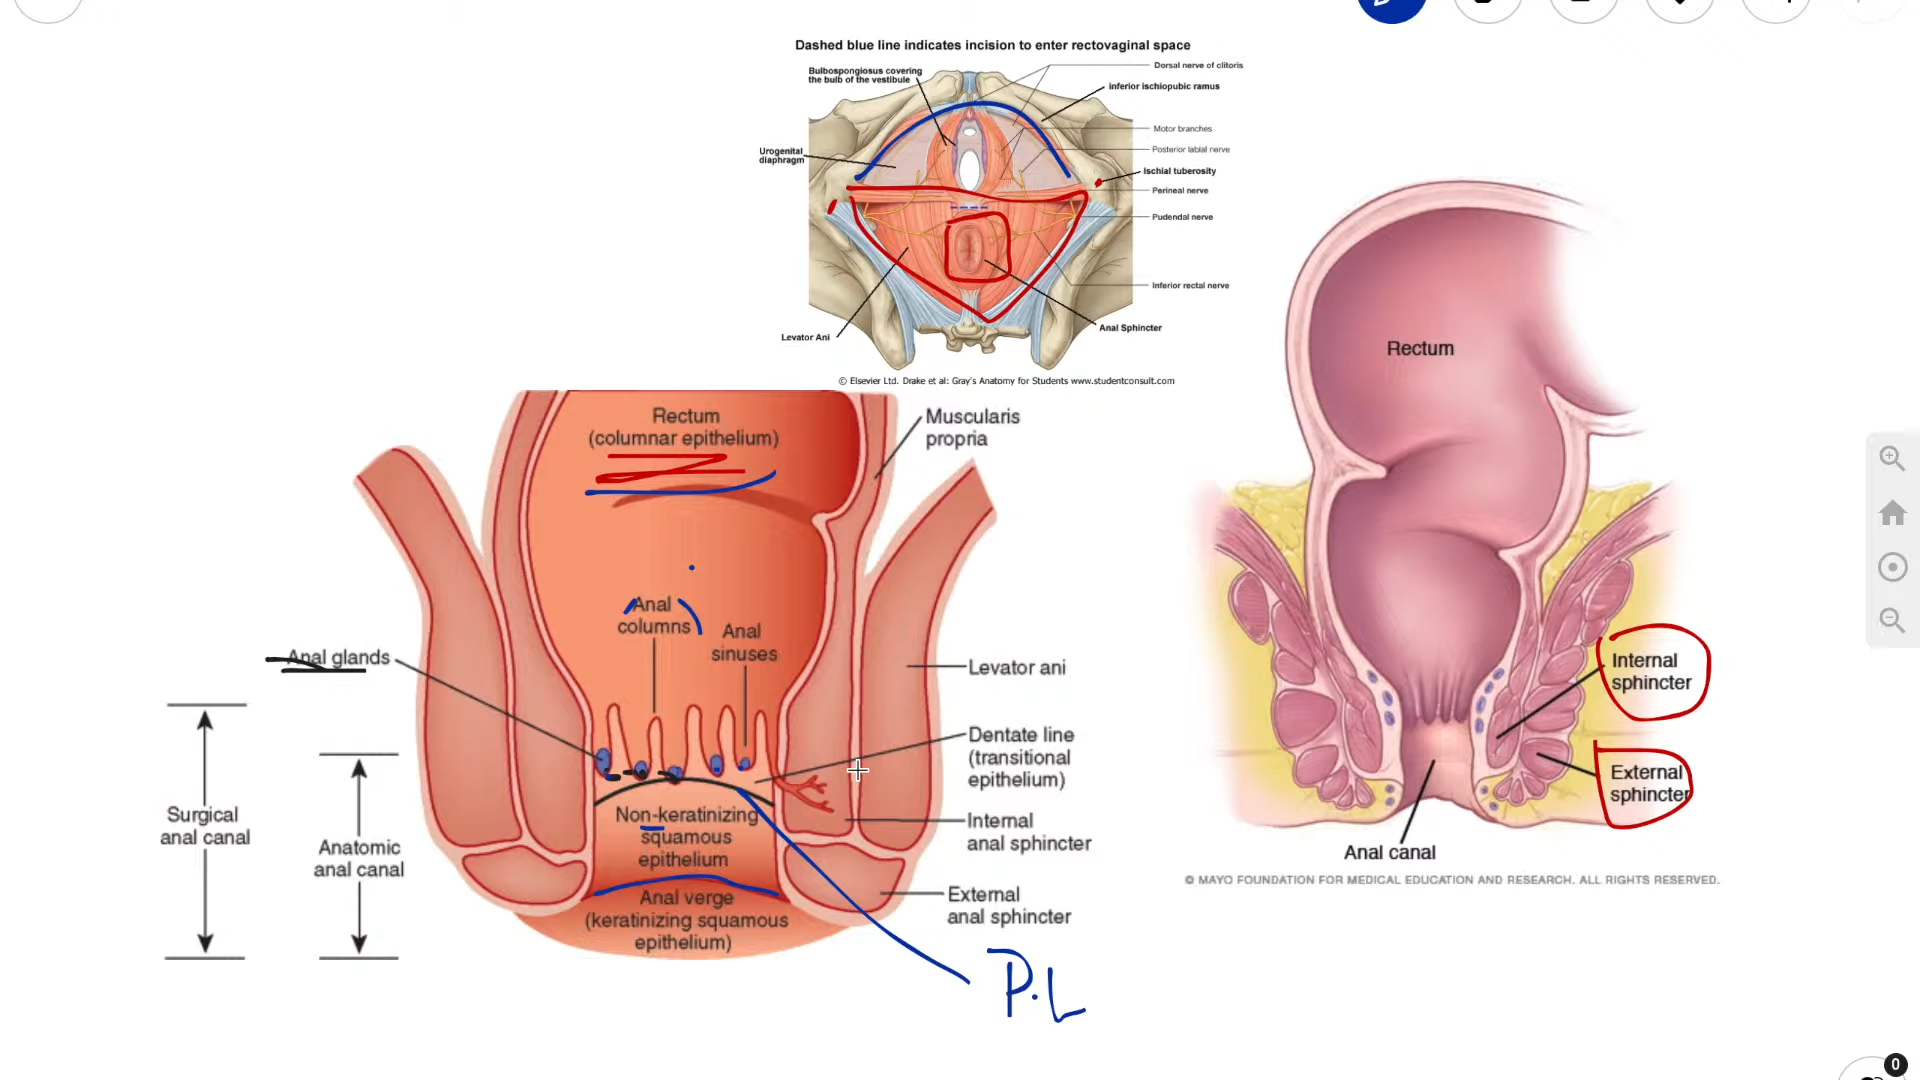 Dashed blue line indicates incision to enter rectovaginal space
Bulbospongiosus covering
the bulb of the vestibule
Dorsal nerve of clitoris
inferior ischiopubic ramus
Motor branches
Urogenital
diaphragm
Posterior labial nerve
Ischial tuberosity
Perineal nerve
Pudendal nerve
Inferior rectal nerve
Levator Ani
Anal Sphincter
© Elsevier Ltd. Drake et al: Gray's Anatomy for Students www.studentconsult.com
Rectum
(columnar epithelium)
Muscularis
propria
Anal
columns
Anal
sinuses
Anal glands
Levator ani
Dentate line
(transitional
epithelium)
Surgical
anal canal
Anatomic
anal canal
Non-keratinizing
squamous
epithelium
Internal
anal sphincter
Anal verge
(keratinizing squamous
epithelium)
External
anal sphincter
P.L
Rectum
Internal
sphincter
External
sphincter
Anal canal
© MAYO FOUNDATION FOR MEDICAL EDUCATION AND RESEARCH. ALL RIGHTS RESERVED.
0